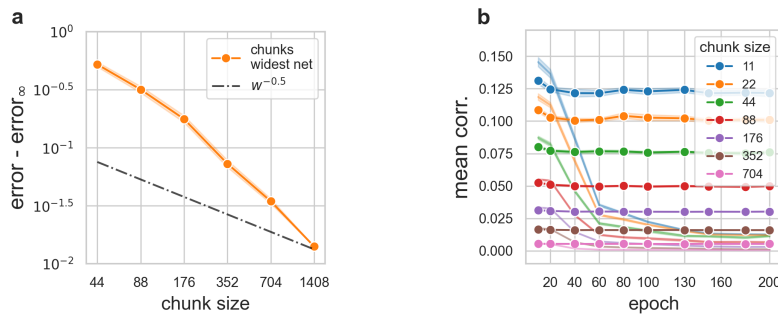 a
10^0
10^−0.5
10^−1
10^−1.5
10^−2
error - error_∞
44 88 176 352 704 1408
chunk size
chunks
widest net
w^−0.5
b
0.150
0.125
0.100
0.075
0.050
0.025
0.000
mean corr.
20 40 60 80 100 130 160 200
epoch
chunk size
11
22
44
88
176
352
704